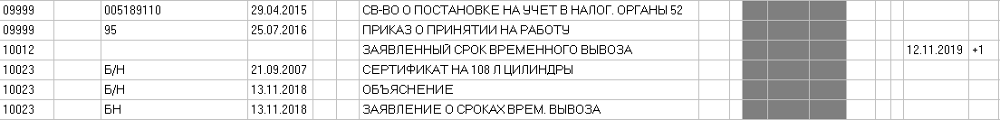 09999 005189110 29.04.2015 СВ-ВО О ПОСТАНОВКЕ НА УЧЕТ В НАЛОГ. ОРГАНЫ 52
09999 95 25.07.2016 ПРИКАЗ О ПРИНЯТИИ НА РАБОТУ
10012 ЗАЯВЛЕННЫЙ СРОК ВРЕМЕННОГО ВЫВОЗА 12.11.2019 +1
10023 Б/Н 21.09.2007 СЕРТИФИКАТ НА 108 Л ЦИЛИНДРЫ
10023 Б/Н 13.11.2018 ОБЪЯСНЕНИЕ
10023 БН 13.11.2018 ЗАЯВЛЕНИЕ О СРОКАХ ВРЕМ. ВЫВОЗА